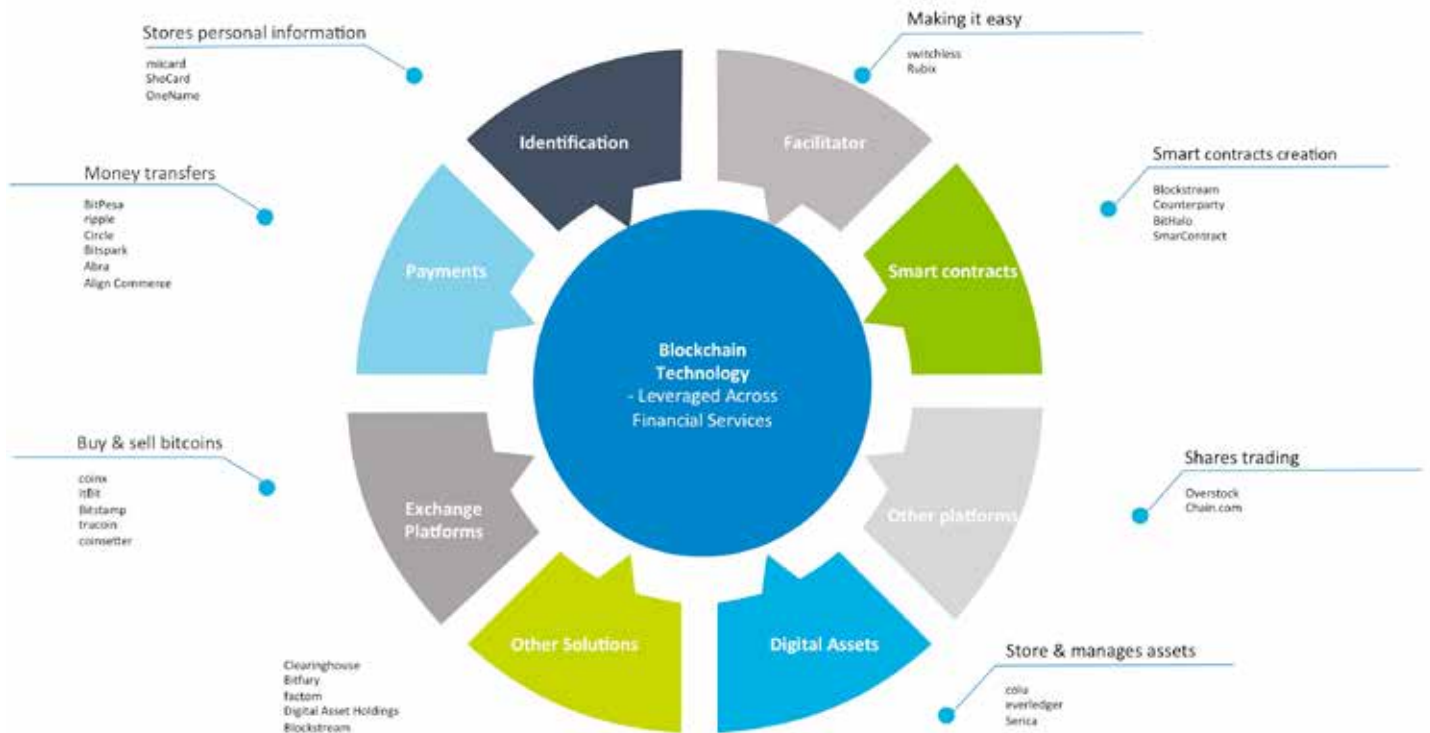 Stores personal information
miicard
ShoCard
OneName
Making it easy
switchless
Rubix
Identification
Facilitator
Money transfers
BitPesa
ripple
Circle
Bitspark
Abra
Align Commerce
Smart contracts creation
Blockstream
Counterparty
BitHalo
SmarContract
Payments
Smart contracts
Blockchain
Technology
- Leveraged Across
Financial Services
Buy & sell bitcoins
coinx
itBit
Bitstamp
trucoin
coinsetter
Exchange
Platforms
Other platforms
Shares trading
Overstock
Chain.com
Other Solutions
Digital Assets
Clearinghouse
Bitfury
factom
Digital Asset Holdings
Blockstream
Store & manages assets
colu
everledger
Serica